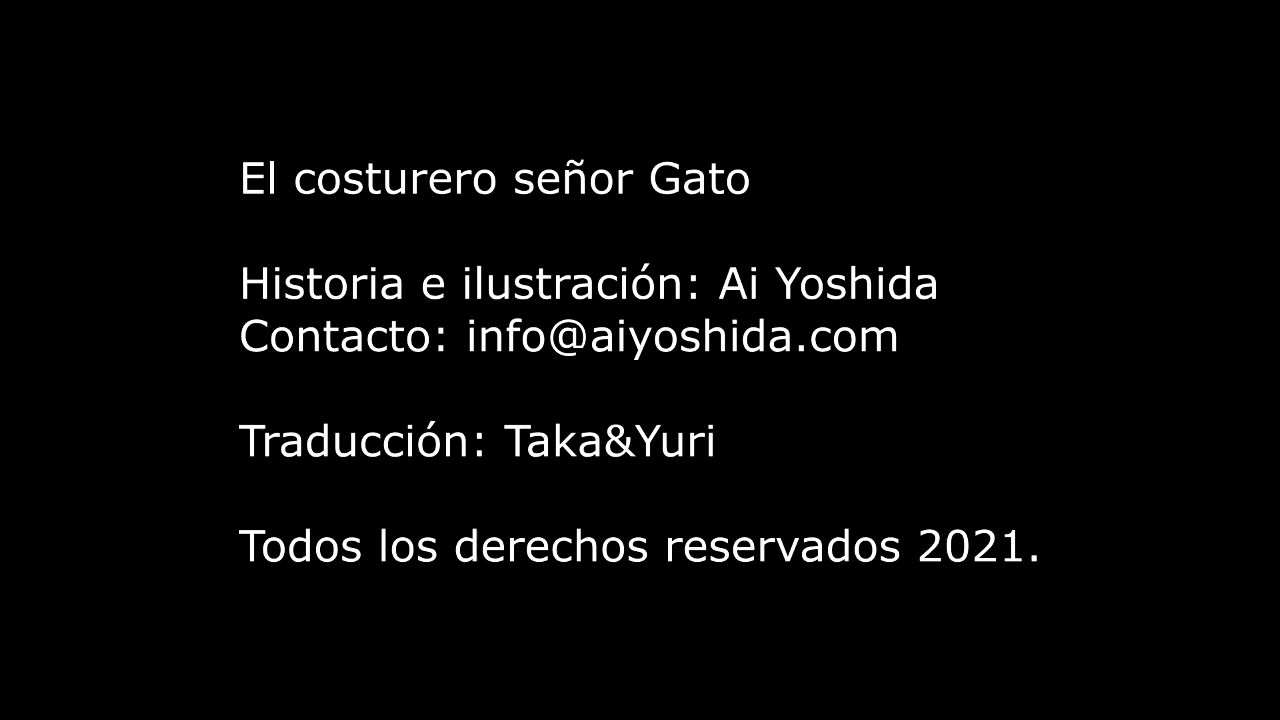 El costurero señor Gato
Historia e ilustración: Ai Yoshida
Contacto: info@aiyoshida.com
Traducción: Taka&Yuri
Todos los derechos reservados 2021.